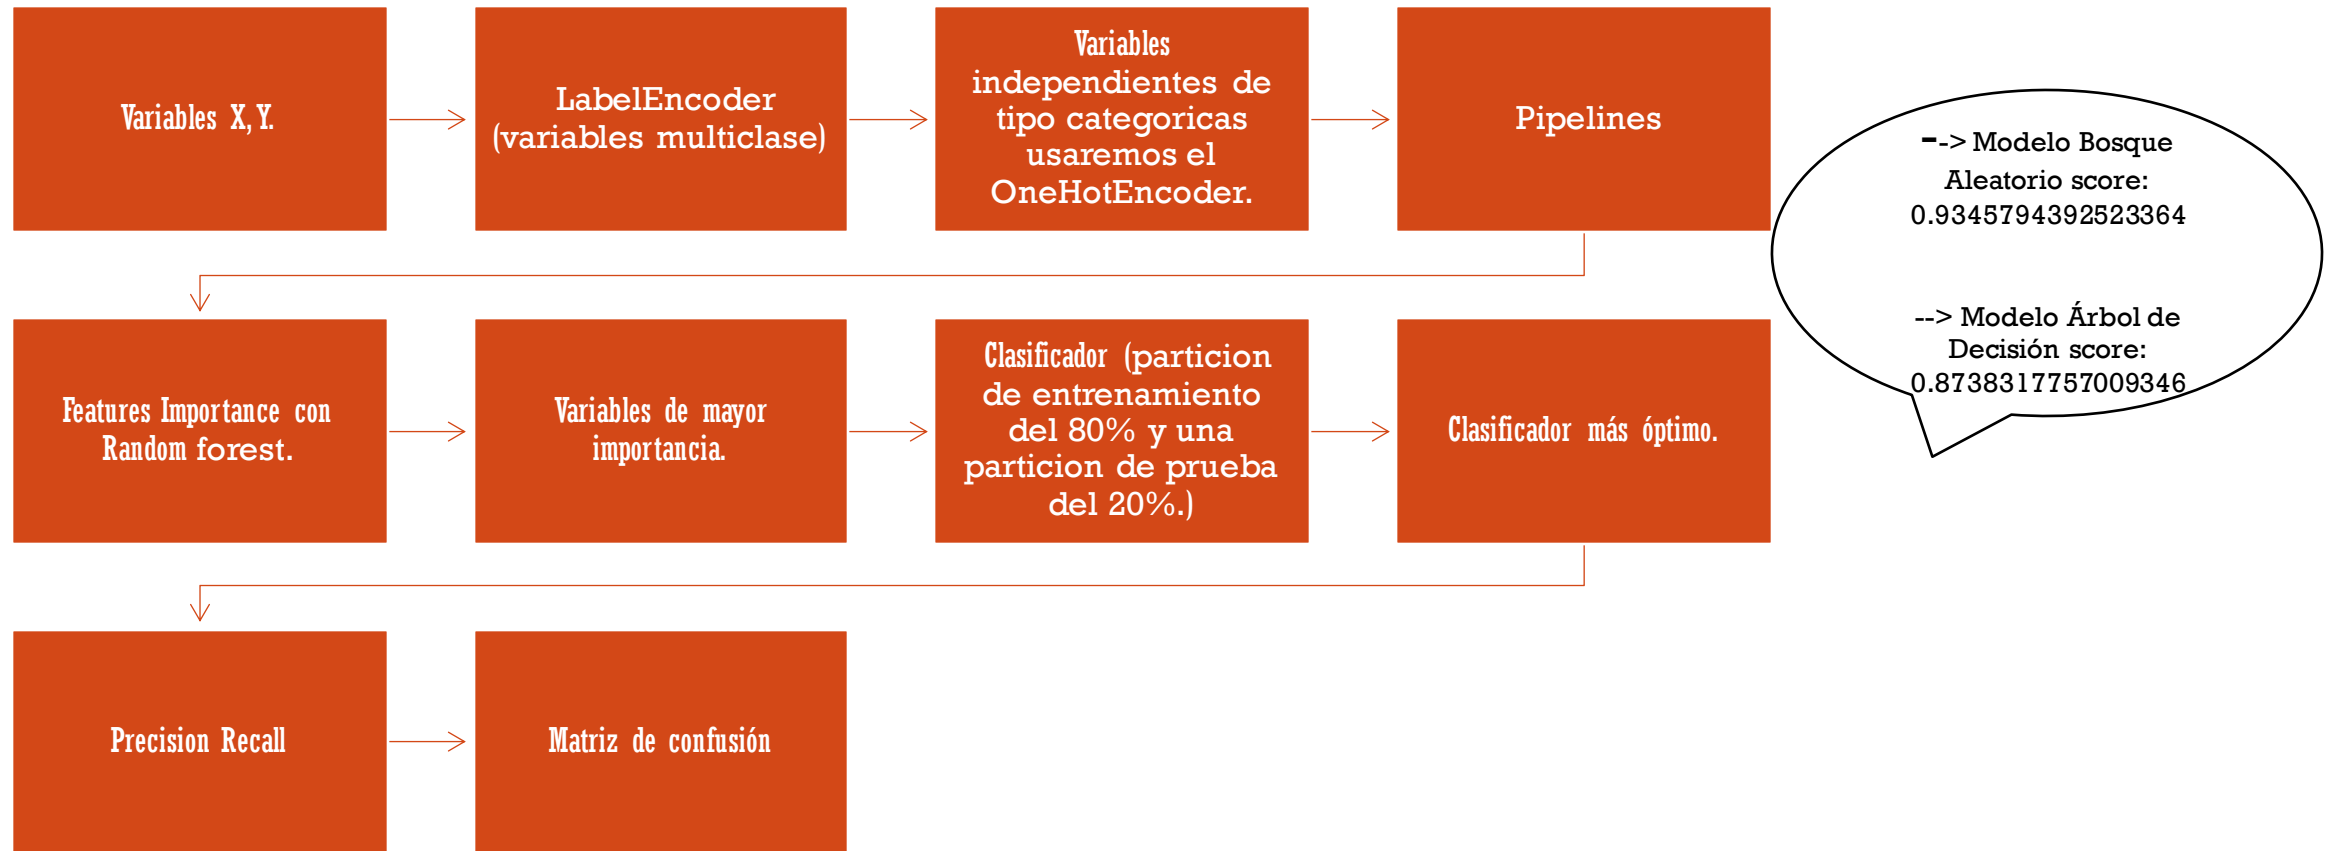 Variables X, Y.
LabelEncoder
(variables multiclase)
Variables
independientes de
tipo categoricas
usaremos el
OneHotEncoder.
Pipelines
--> Modelo Bosque
Aleatorio score:
0.9345794392523364
--> Modelo Árbol de
Decisión score:
0.8738317757009346
Features Importance con
Random forest.
Variables de mayor
importancia.
Clasificador (particion
de entrenamiento
del 80% y una
particion de prueba
del 20%.)
Clasificador más óptimo.
Precision Recall
Matriz de confusión